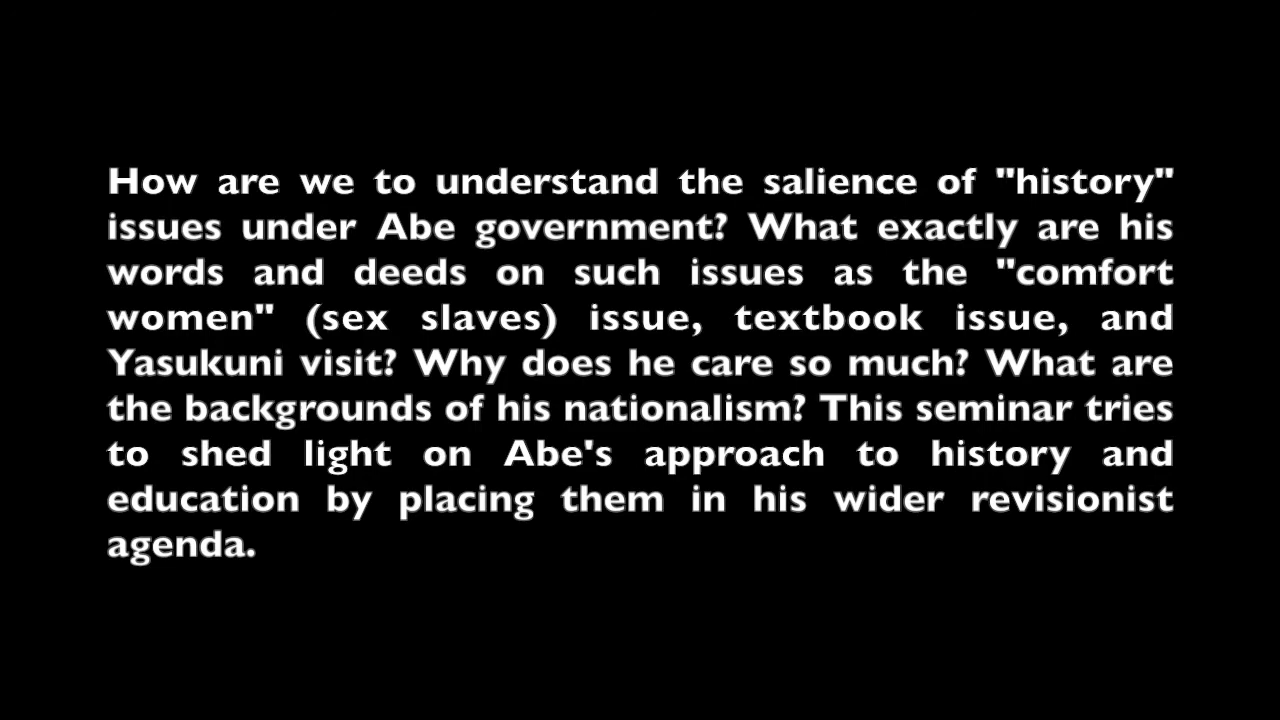 How are we to understand the salience of "history"
issues under Abe government? What exactly are his
words and deeds on such issues as the "comfort
women" (sex slaves) issue, textbook issue, and
Yasukuni visit? Why does he care so much? What are
the backgrounds of his nationalism? This seminar tries
to shed light on Abe's approach to history and
education by placing them in his wider revisionist
agenda.